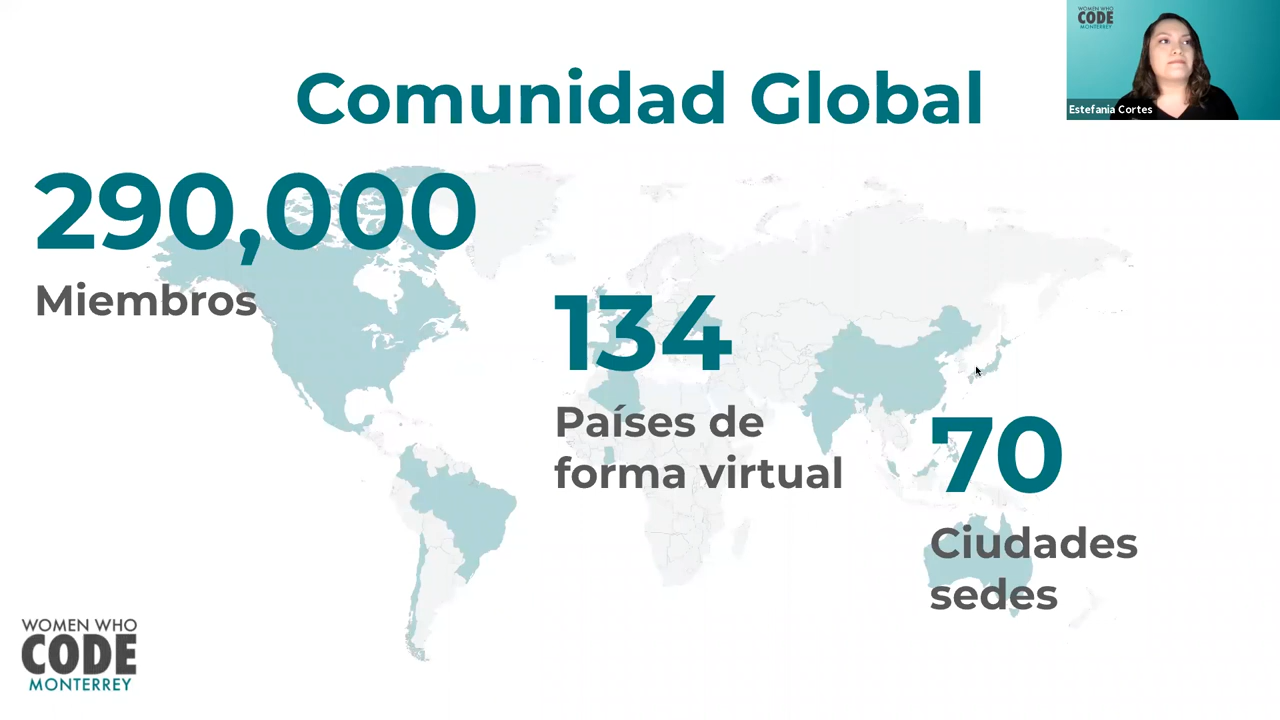 Comunidad Global
WOMEN WHO
CODE
MONTERREY
Estefania Cortes
290,000
Miembros
134
Países de
forma virtual
70
Ciudades
sedes
WOMEN WHO
CODE
MONTERREY